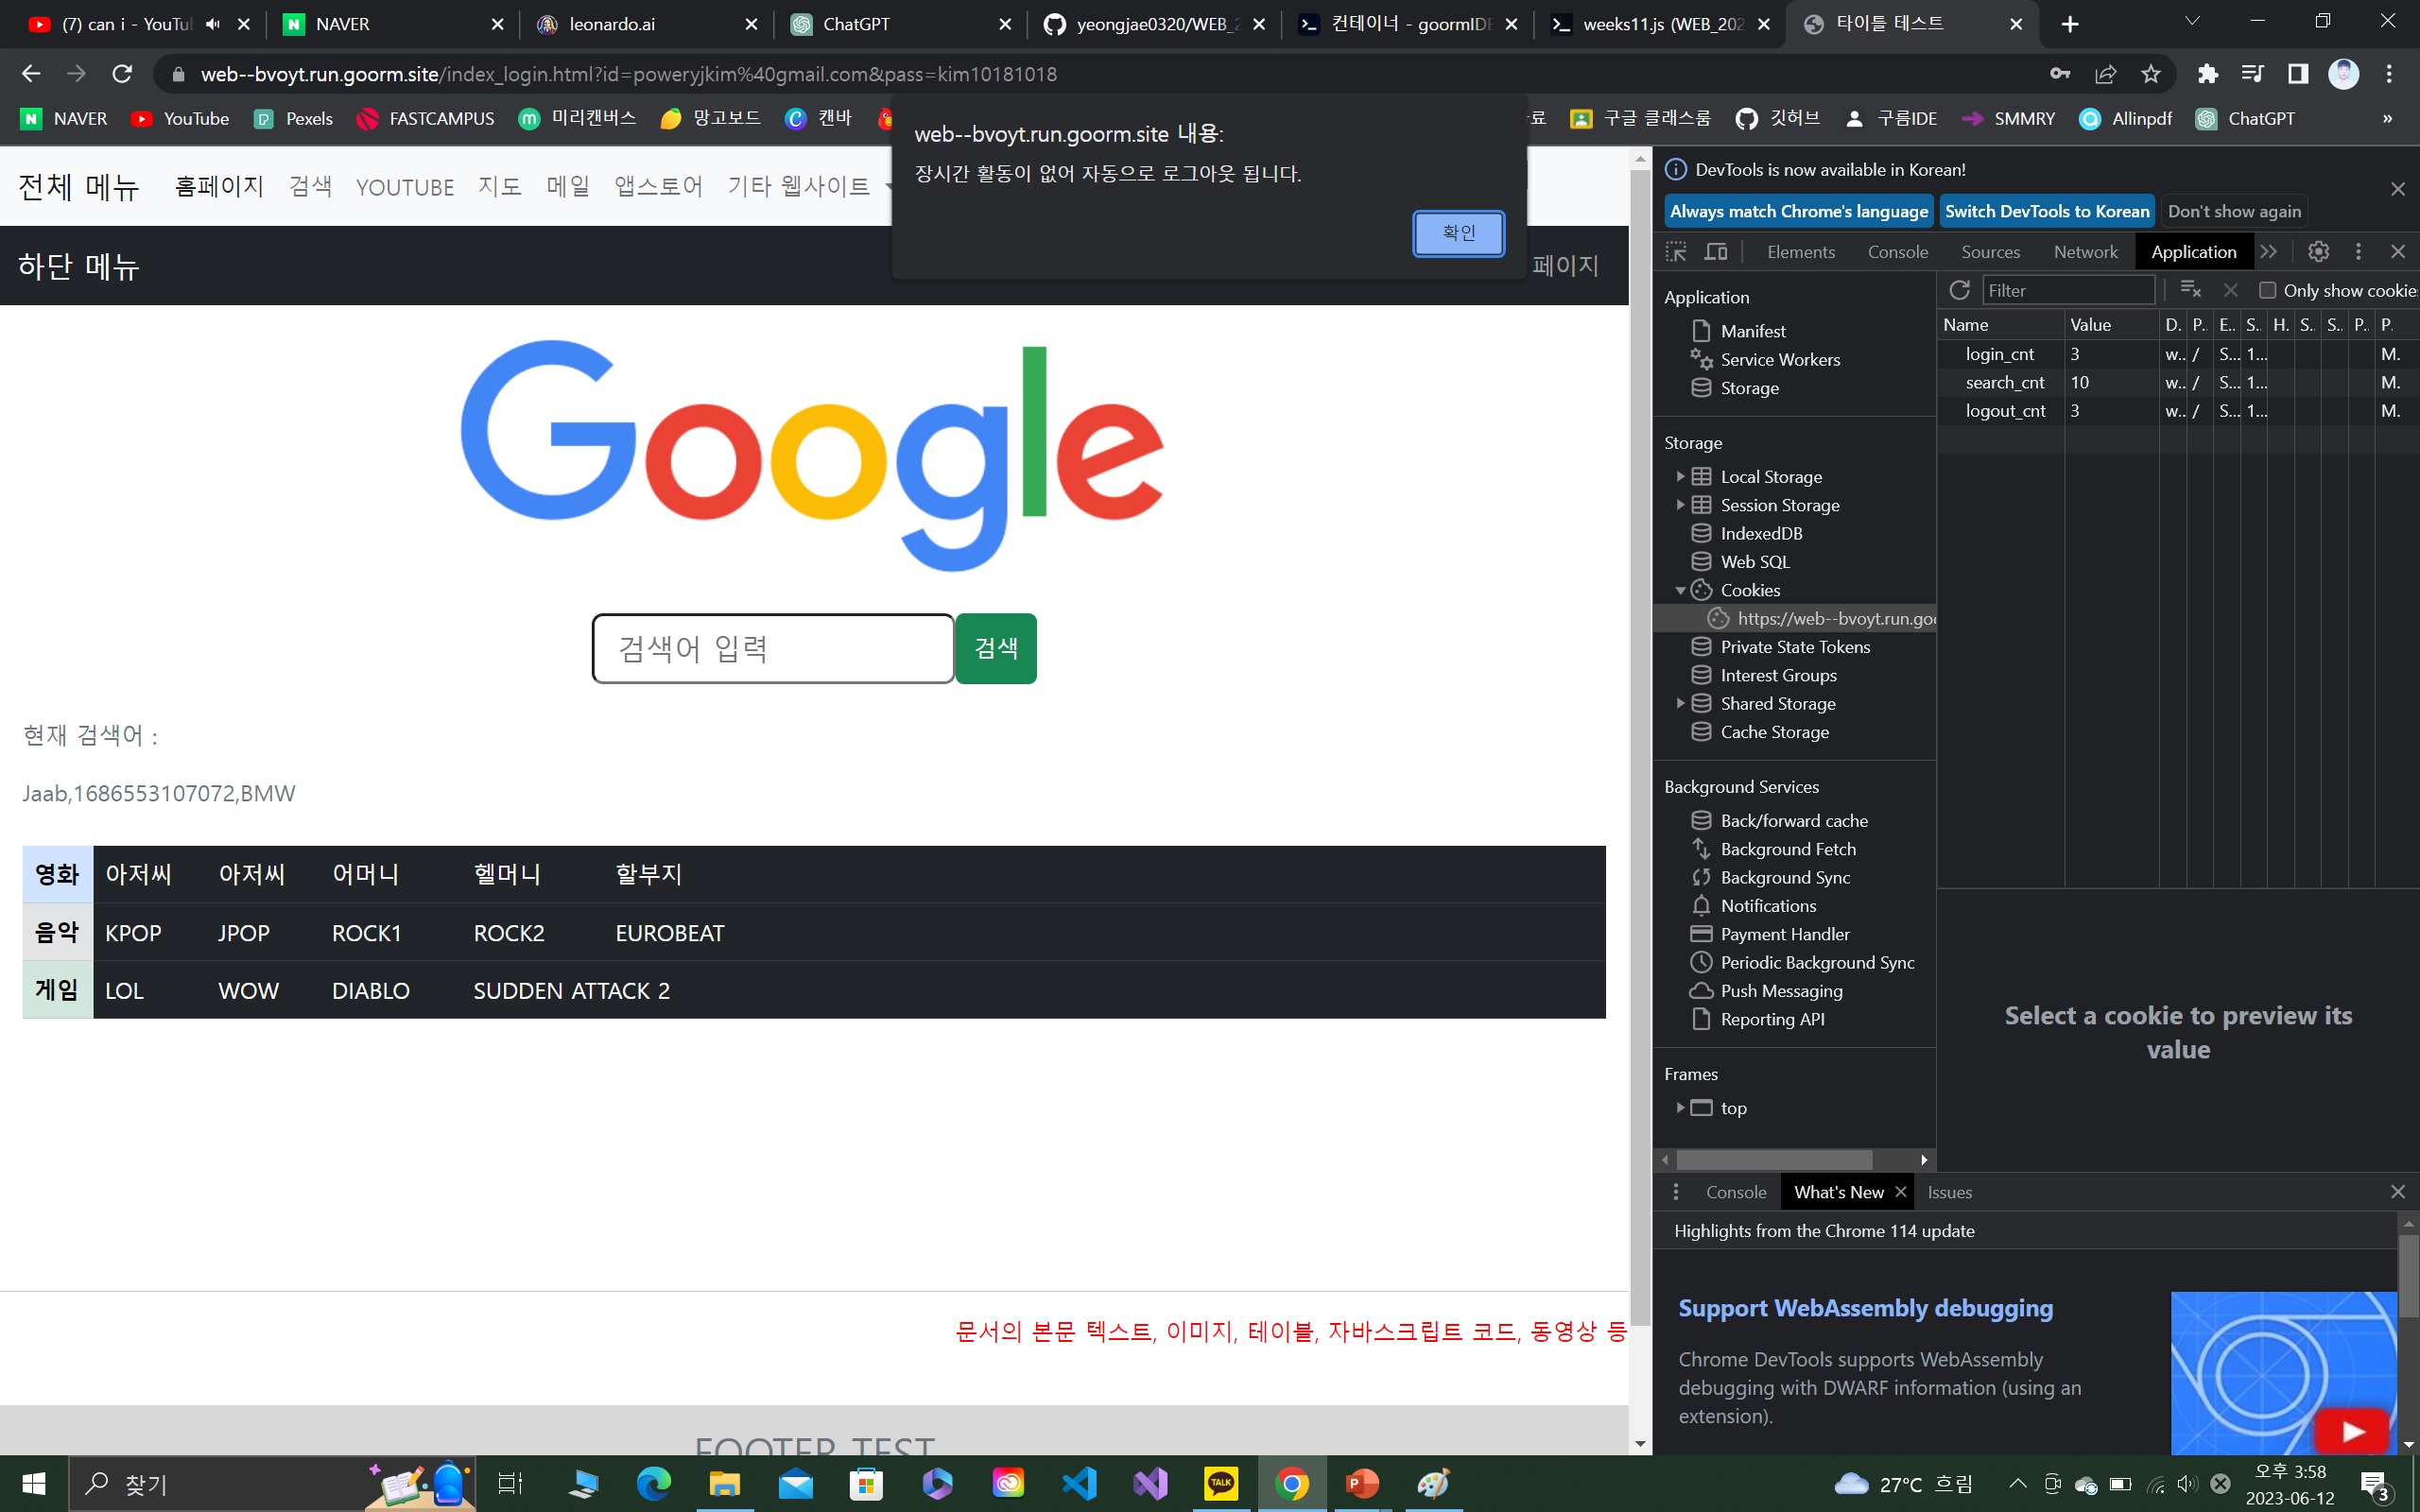 (7) can i - YouTu
NAVER
leonardo.ai
ChatGPT
yeongjae0320/WEB_2
컨테이너 - goormIDE
weeks11.js (WEB_202
타이틀 테스트
web--bvoyt.run.goorm.site/index_login.html?id=poweryjkim%40gmail.com&pass=kim10181018
NAVER
YouTube
Pexels
FASTCAMPUS
미리캔버스
망고보드
캔바
구글 클래스룸
깃허브
구름IDE
SMMRY
Allinpdf
ChatGPT
»
web--bvoyt.run.goorm.site 내용:
장시간 활동이 없어 자동으로 로그아웃 됩니다.
확인
전체 메뉴 홈페이지 검색 YOUTUBE 지도 메일 앱스토어 기타 웹사이트
하단 메뉴
페이지
Google
검색어 입력
검색
현재 검색어 :
Jaab,1686553107072,BMW
영화 아저씨 아저씨 어머니 헬머니 할부지
음악 KPOP JPOP ROCK1 ROCK2 EUROBEAT
게임 LOL WOW DIABLO SUDDEN ATTACK 2
문서의 본문 텍스트, 이미지, 테이블, 자바스크립트 코드, 동영상 등
FOOTER TEST
DevTools is now available in Korean!
Always match Chrome's language
Switch DevTools to Korean
Don't show again
Elements Console Sources Network Application
Application
Manifest
Service Workers
Storage
Storage
Local Storage
Session Storage
IndexedDB
Web SQL
Cookies
https://web--bvoyt.run.goo
Private State Tokens
Interest Groups
Shared Storage
Cache Storage
Background Services
Back/forward cache
Background Fetch
Background Sync
Notifications
Payment Handler
Periodic Background Sync
Push Messaging
Reporting API
Frames
top
Filter
Only show cookie
Name Value D. P. E.. S.. H. S.. S.. P.. P.
login_cnt 3 w.. / S... 1... M.
search_cnt 10 w.. / S... 1... M.
logout_cnt 3 w.. / S... 1... M.
Select a cookie to preview its
value
Console What's New Issues
Highlights from the Chrome 114 update
Support WebAssembly debugging
Chrome DevTools supports WebAssembly
debugging with DWARF information (using an
extension).
찾기
TALK
27°C 흐림
오후 3:58
2023-06-12
3